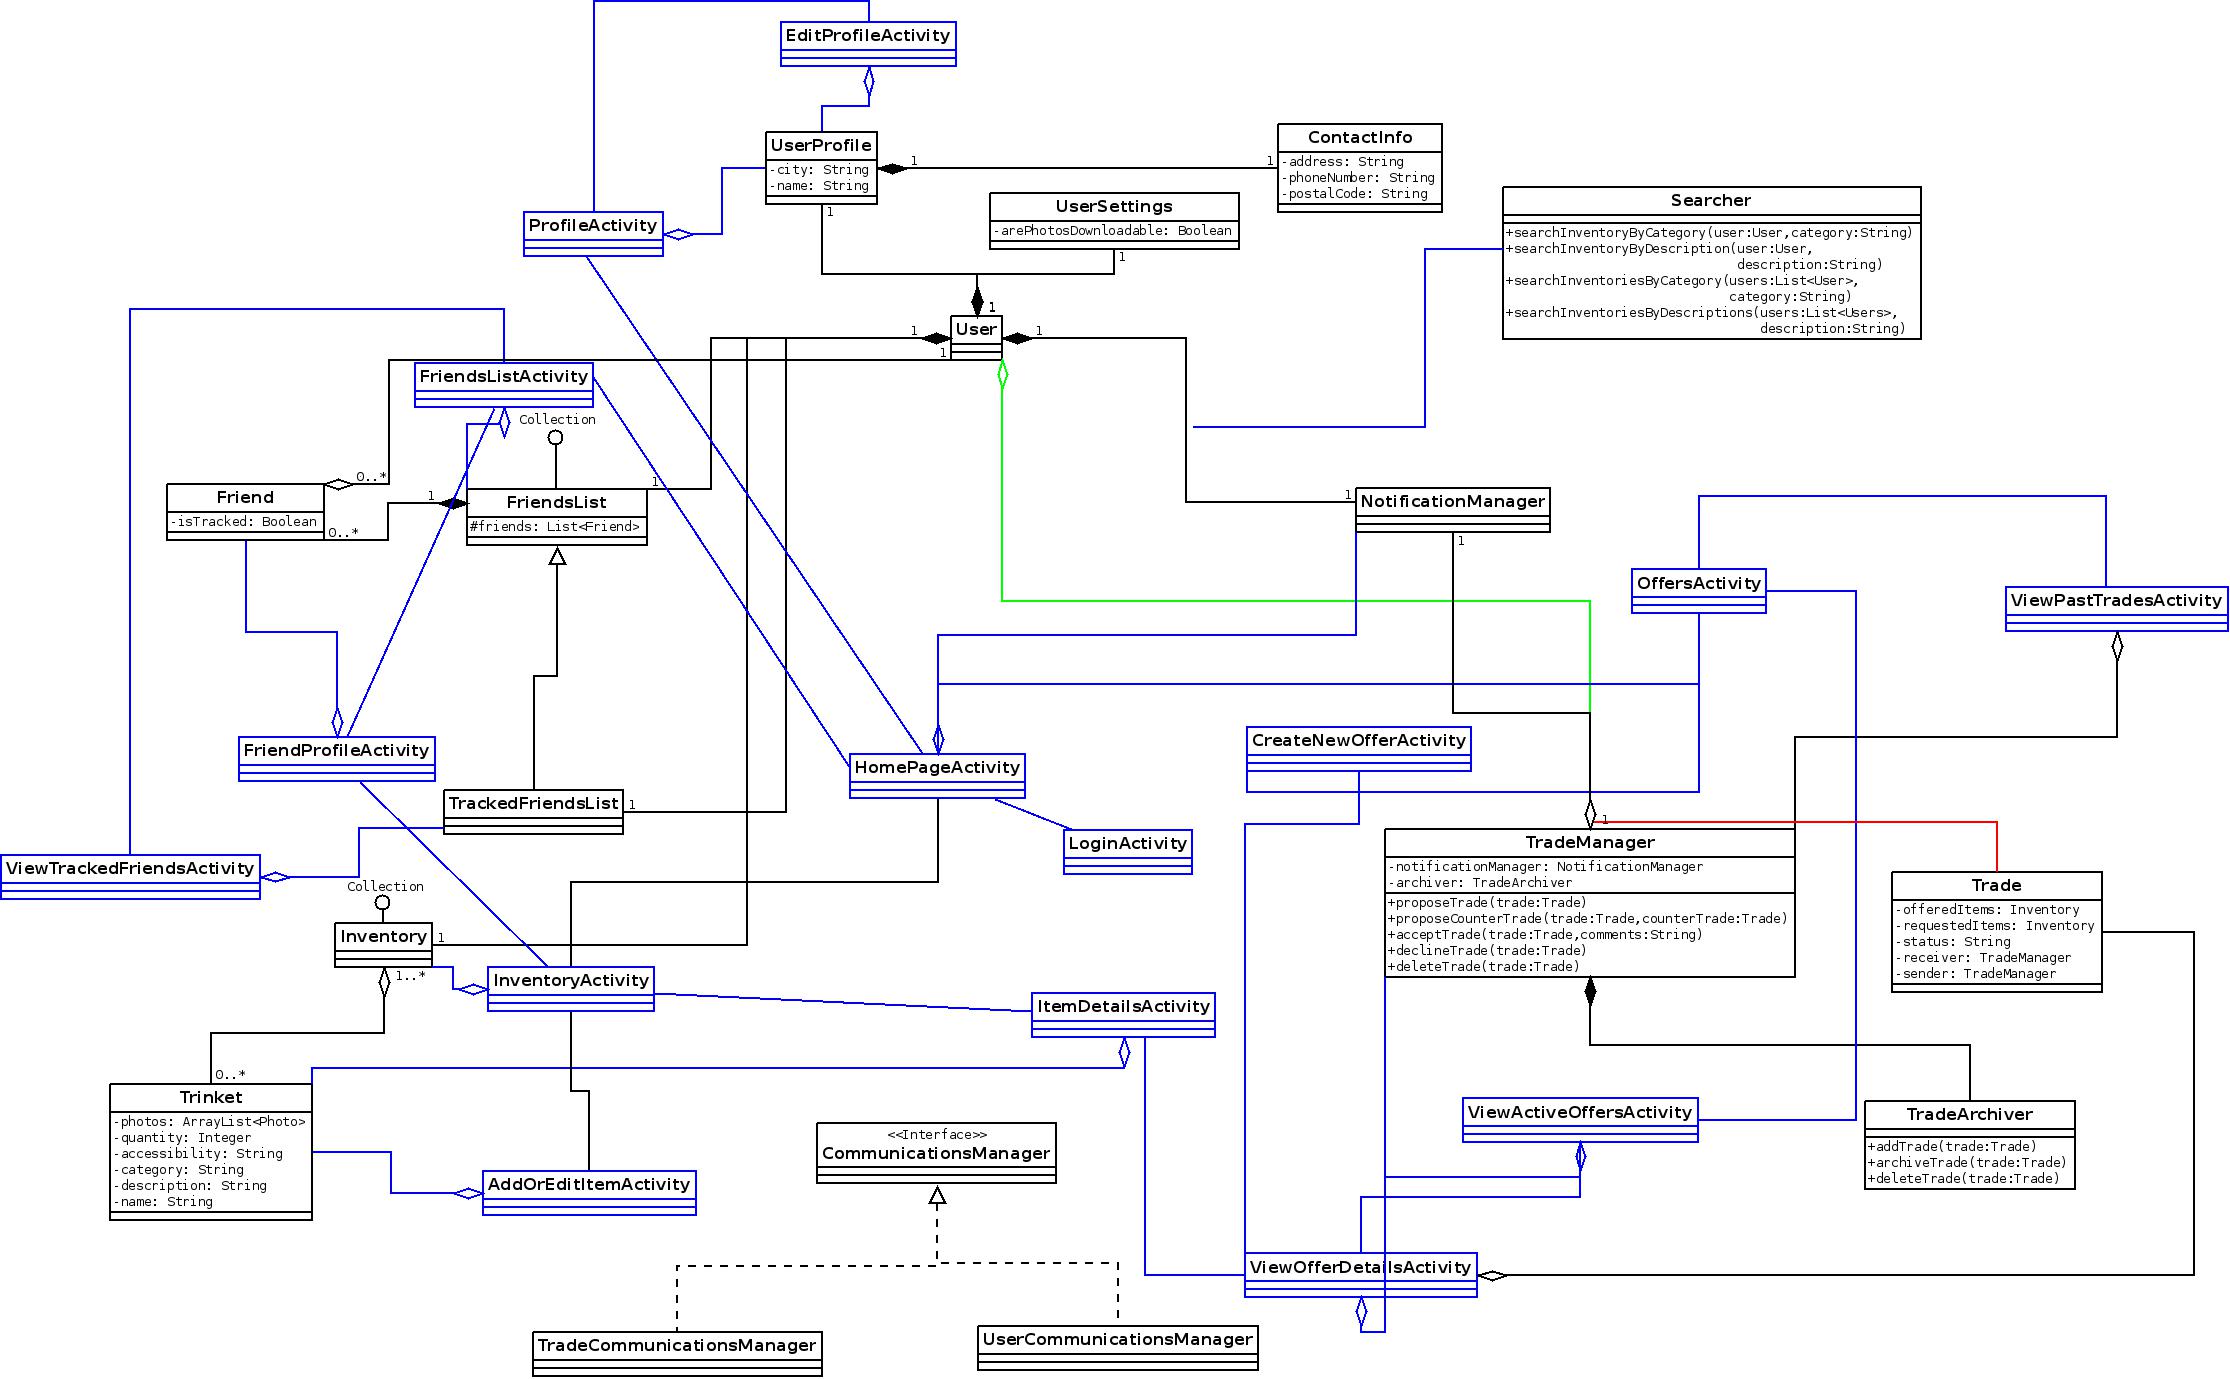 EditProfileActivity
UserProfile
-city: String
-name: String
1
1
1
ContactInfo
-address: String
-phoneNumber: String
-postalCode: String
UserSettings
-arePhotosDownloadable: Boolean
1
Searcher
+searchInventoryByCategory(user:User,category:String)
+searchInventoryByDescription(user:User,
description:String)
+searchInventoriesByCategory(users:List<User>,
category:String)
+searchInventoriesByDescriptions(users:List<Users>,
description:String)
ProfileActivity
1
User
1
1
1
FriendsListActivity
Collection
Friend
-isTracked: Boolean
0..*
0..*
1
FriendsList
#friends: List<Friend>
1
1
NotificationManager
1
OffersActivity
ViewPastTradesActivity
FriendProfileActivity
CreateNewOfferActivity
HomePageActivity
TrackedFriendsList
1
LoginActivity
1
TradeManager
-notificationManager: NotificationManager
-archiver: TradeArchiver
+proposeTrade(trade:Trade)
+proposeCounterTrade(trade:Trade,counterTrade:Trade)
+acceptTrade(trade:Trade,comments:String)
+declineTrade(trade:Trade)
+deleteTrade(trade:Trade)
Trade
-offeredItems: Inventory
-requestedItems: Inventory
-status: String
-receiver: TradeManager
-sender: TradeManager
ViewTrackedFriendsActivity
Collection
Inventory
1
1..*
InventoryActivity
ItemDetailsActivity
0..*
Trinket
-photos: ArrayList<Photo>
-quantity: Integer
-accessibility: String
-category: String
-description: String
-name: String
AddOrEditItemActivity
<<Interface>>
CommunicationsManager
ViewActiveOffersActivity
TradeArchiver
+addTrade(trade:Trade)
+archiveTrade(trade:Trade)
+deleteTrade(trade:Trade)
ViewOfferDetailsActivity
TradeCommunicationsManager
UserCommunicationsManager